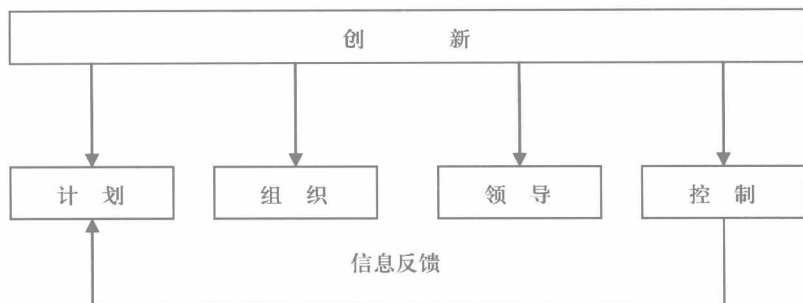 创 新
计 划 组 织 领 导 控 制
信息反馈